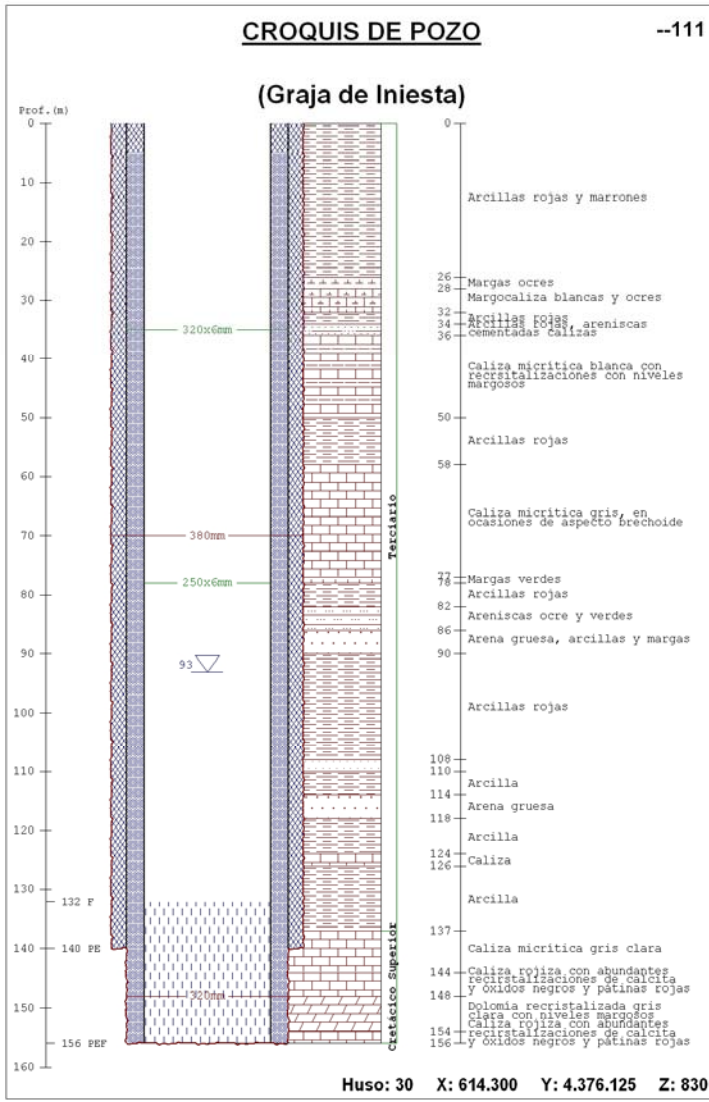 CROQUIS DE POZO
--111
(Graja de Iniesta)
Prof.(m)
0
10
20
30
40
50
60
70
80
90
100
110
120
130
132 F
140 PE
150
156 PEF
160
320x6mm
380mm
250x6mm
93
320mm
Terciario
Cretácico Superior
0
Arcillas rojas y marrones
26
Margas ocres
28
Margocaliza blancas y ocres
32
Arcillas rojas
34
Arcillas rojas, areniscas
cementadas calizas
36
Caliza micrítica blanca con
recrsitalizaciones con niveles
margosos
50
Arcillas rojas
58
Caliza micrítica gris, en
ocasiones de aspecto brechoide
77
Margas verdes
78
Arcillas rojas
82
Areniscas ocre y verdes
86
Arena gruesa, arcillas y margas
90
Arcillas rojas
108
110
Arcilla
114
Arena gruesa
118
Arcilla
124
Caliza
126
Arcilla
137
Caliza micrítica gris clara
144
Caliza rojiza con abundantes
recirstalizaciones de calcita
y óxidos negros y pátinas rojas
148
Dolomía recristalizada gris
clara con niveles margosos
154
Caliza rojiza con abundantes
recirstalizaciones de calcita
y óxidos negros y pátinas rojas
156
Huso: 30 X: 614.300 Y: 4.376.125 Z: 830